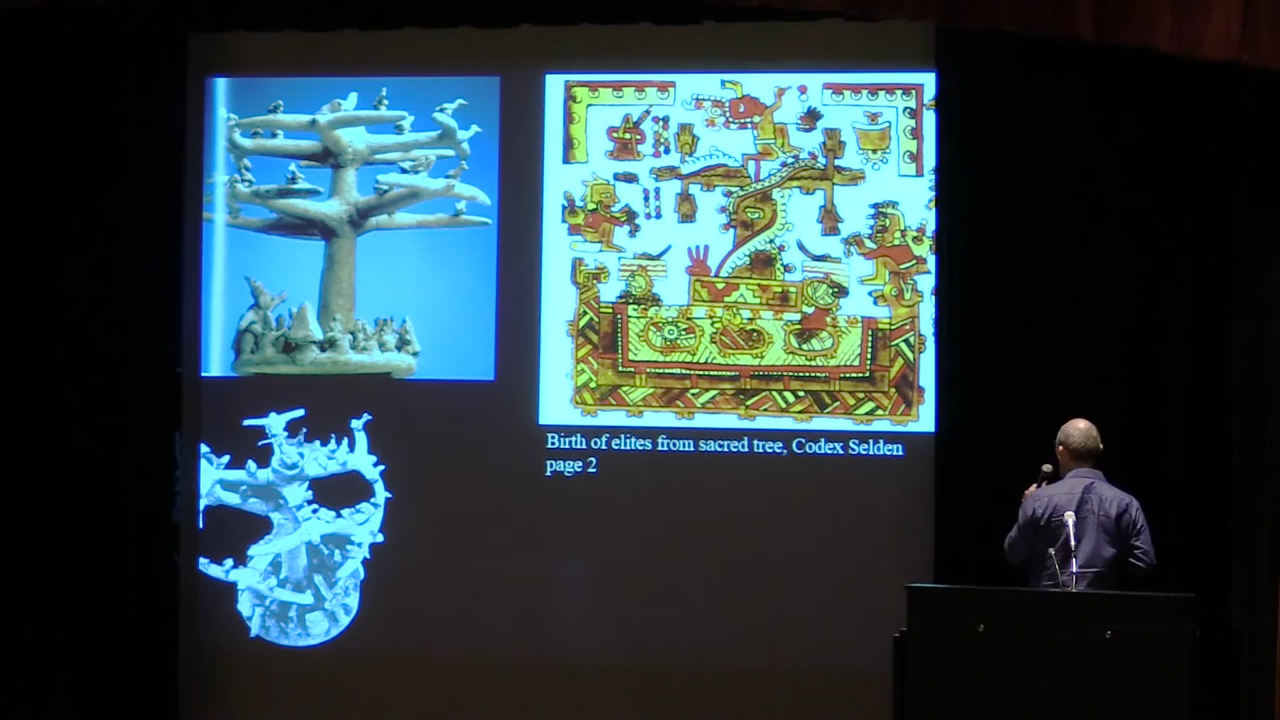 Birth of elites from sacred tree, Codex Selden
page 2